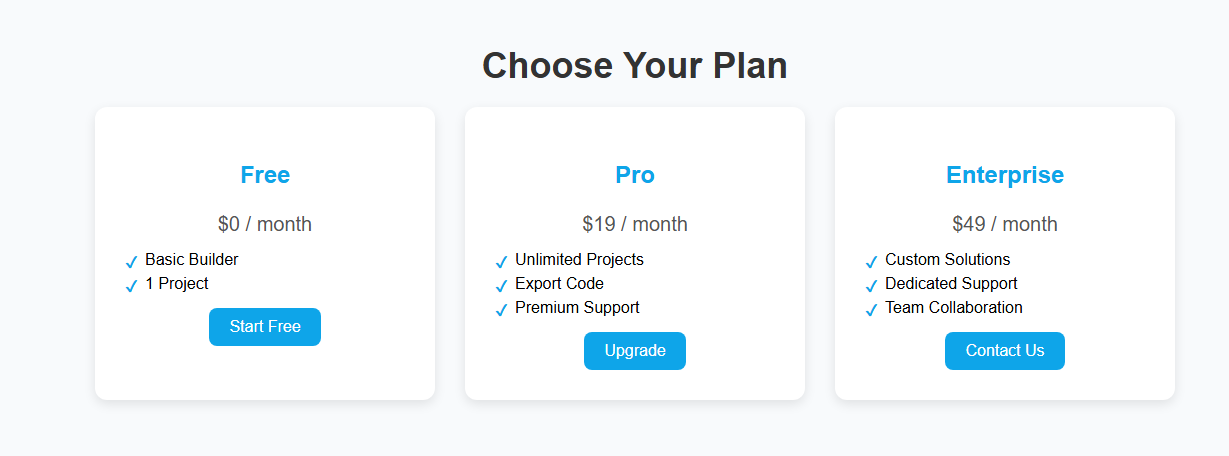 Choose Your Plan
Free
$0 / month
Basic Builder
1 Project
Start Free
Pro
$19 / month
Unlimited Projects
Export Code
Premium Support
Upgrade
Enterprise
$49 / month
Custom Solutions
Dedicated Support
Team Collaboration
Contact Us